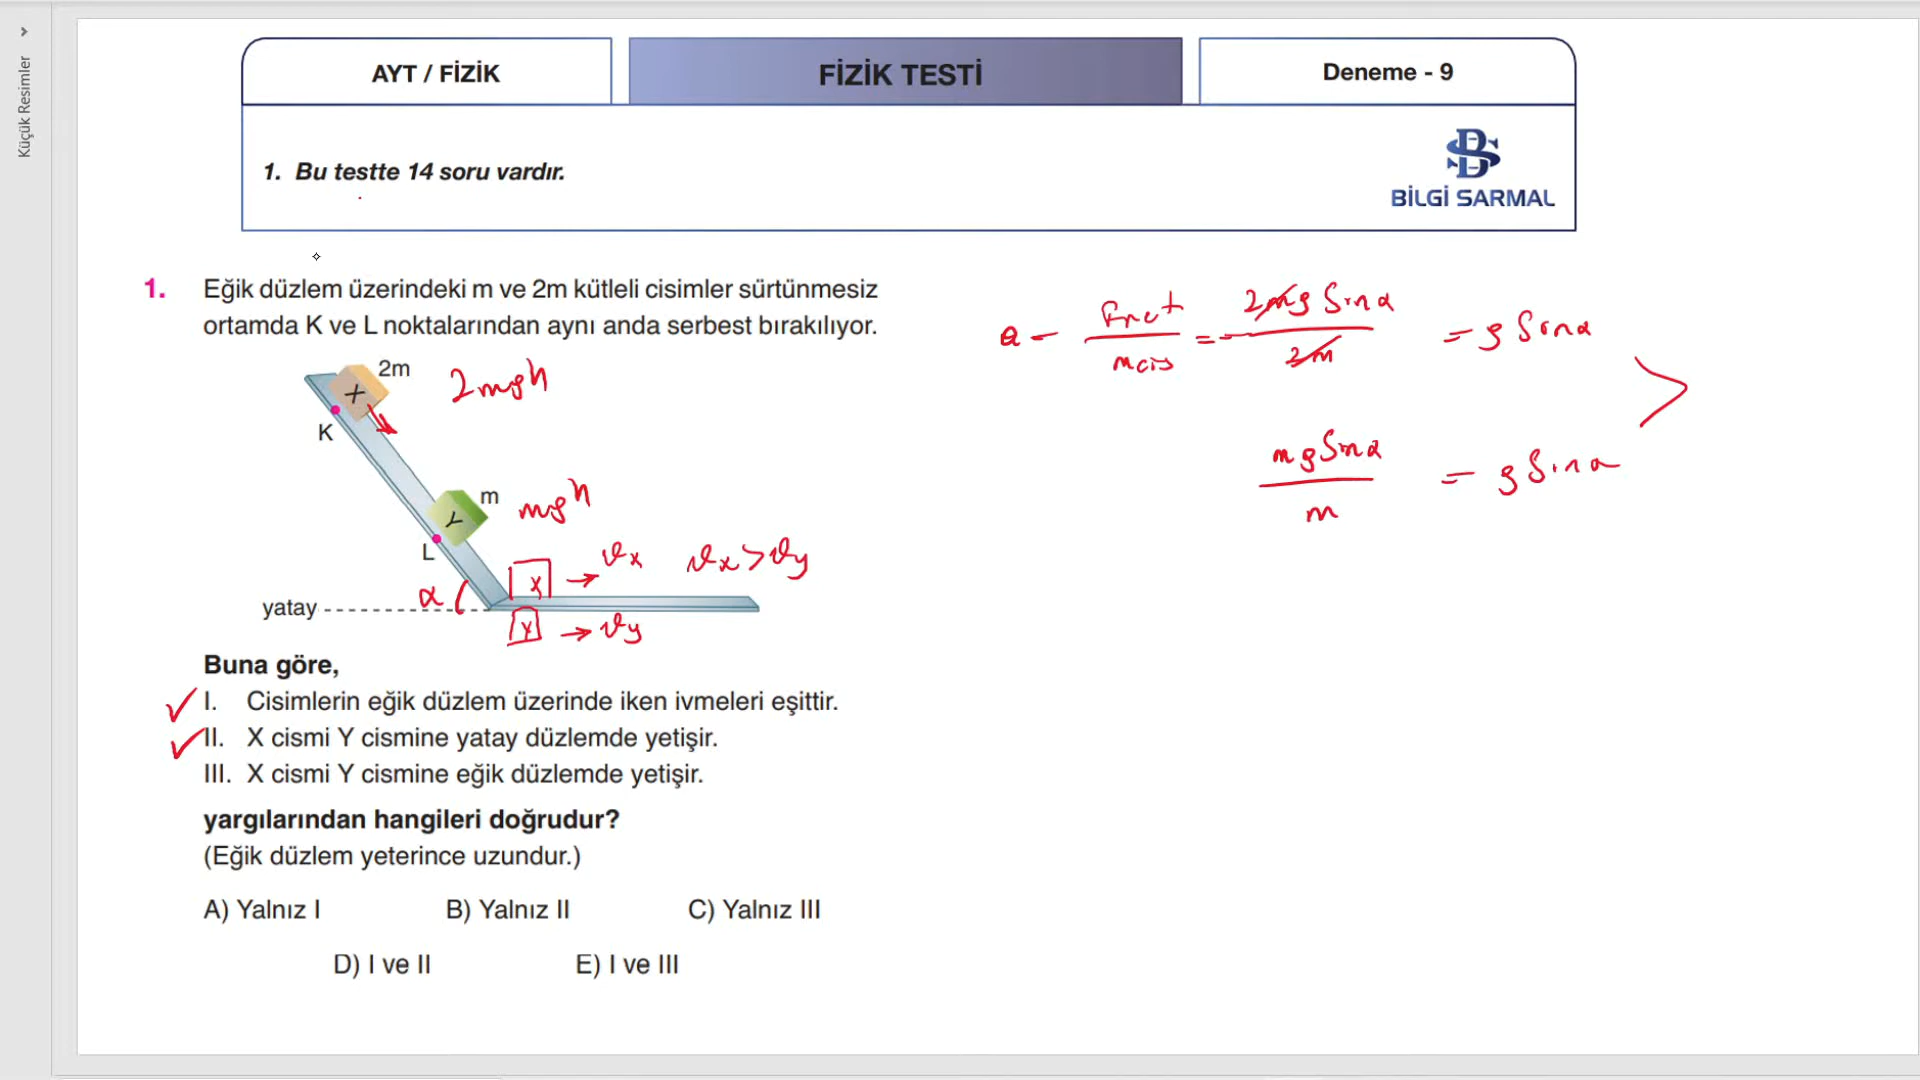 Küçük Resimler
AYT / FİZİK
FİZİK TESTİ
Deneme - 9
1. Bu testte 14 soru vardır.
BİLGİ SARMAL
1. Eğik düzlem üzerindeki m ve 2m kütleli cisimler sürtünmesiz
ortamda K ve L noktalarından aynı anda serbest bırakılıyor.
X
2m
2mgh
K
Y
m
mgh
L
α
yatay
X → vx
vx > vy
Y → vy
a = Fnet / mcis = 2mg Sinα / 2m = g Sinα
mg Sinα / m = g Sinα
>
Buna göre,
✓ I. Cisimlerin eğik düzlem üzerinde iken ivmeleri eşittir.
✓ II. X cismi Y cismine yatay düzlemde yetişir.
III. X cismi Y cismine eğik düzlemde yetişir.
yargılarından hangileri doğrudur?
(Eğik düzlem yeterince uzundur.)
A) Yalnız I B) Yalnız II C) Yalnız III
D) I ve II E) I ve III